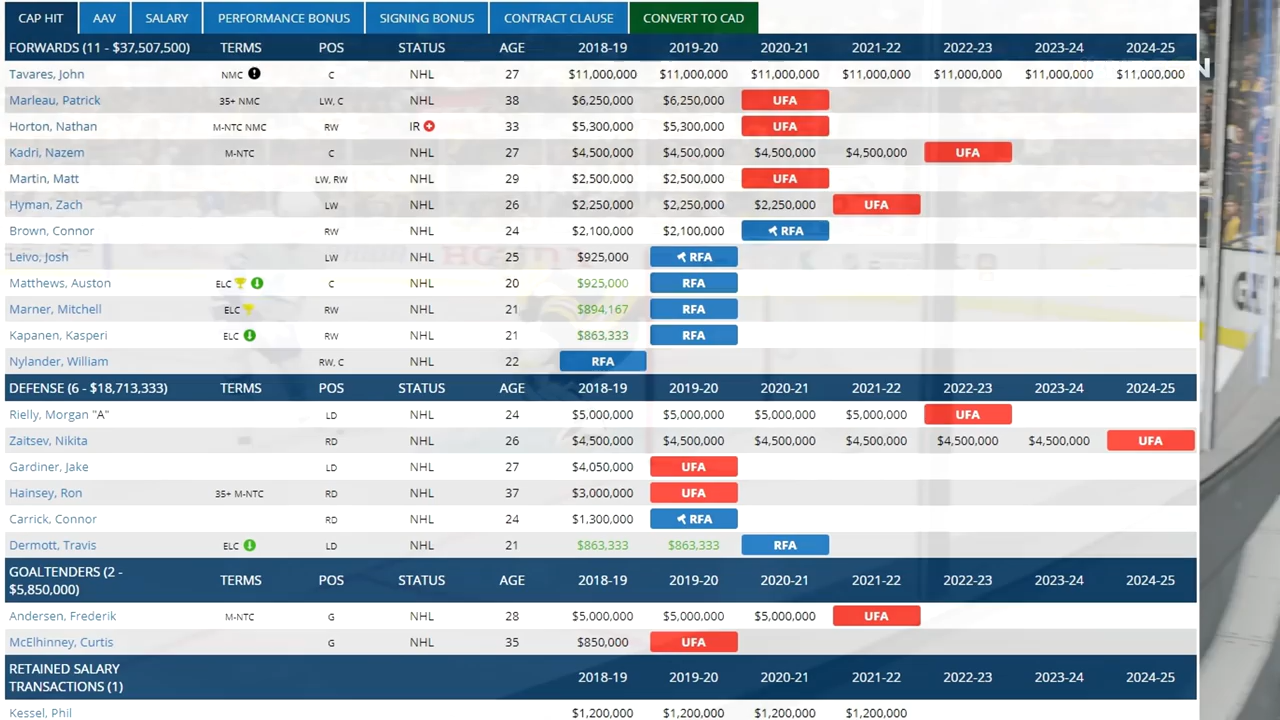 CAP HIT AAV SALARY PERFORMANCE BONUS SIGNING BONUS CONTRACT CLAUSE CONVERT TO CAD
FORWARDS (11 - $37,507,500) TERMS POS STATUS AGE 2018-19 2019-20 2020-21 2021-22 2022-23 2023-24 2024-25
Tavares, John NMC C NHL 27 $11,000,000 $11,000,000 $11,000,000 $11,000,000 $11,000,000 $11,000,000 $11,000,000
Marleau, Patrick 35+ NMC LW, C NHL 38 $6,250,000 $6,250,000 UFA
Horton, Nathan M-NTC NMC RW IR 33 $5,300,000 $5,300,000 UFA
Kadri, Nazem M-NTC C NHL 27 $4,500,000 $4,500,000 $4,500,000 $4,500,000 UFA
Martin, Matt LW, RW NHL 29 $2,500,000 $2,500,000 UFA
Hyman, Zach LW NHL 26 $2,250,000 $2,250,000 $2,250,000 UFA
Brown, Connor RW NHL 24 $2,100,000 $2,100,000 RFA
Leivo, Josh LW NHL 25 $925,000 RFA
Matthews, Auston ELC C NHL 20 $925,000 RFA
Marner, Mitchell ELC RW NHL 21 $894,167 RFA
Kapanen, Kasperi ELC RW NHL 21 $863,333 RFA
Nylander, William RW, C NHL 22 RFA
DEFENSE (6 - $18,713,333) TERMS POS STATUS AGE 2018-19 2019-20 2020-21 2021-22 2022-23 2023-24 2024-25
Rielly, Morgan "A" LD NHL 24 $5,000,000 $5,000,000 $5,000,000 $5,000,000 UFA
Zaitsev, Nikita RD NHL 26 $4,500,000 $4,500,000 $4,500,000 $4,500,000 $4,500,000 $4,500,000 UFA
Gardiner, Jake LD NHL 27 $4,050,000 UFA
Hainsey, Ron 35+ M-NTC RD NHL 37 $3,000,000 UFA
Carrick, Connor RD NHL 24 $1,300,000 RFA
Dermott, Travis ELC LD NHL 21 $863,333 $863,333 RFA
GOALTENDERS (2 -
$5,850,000) TERMS POS STATUS AGE 2018-19 2019-20 2020-21 2021-22 2022-23 2023-24 2024-25
Andersen, Frederik M-NTC G NHL 28 $5,000,000 $5,000,000 $5,000,000 UFA
McElhinney, Curtis G NHL 35 $850,000 UFA
RETAINED SALARY
TRANSACTIONS (1) 2018-19 2019-20 2020-21 2021-22 2022-23 2023-24 2024-25
Kessel, Phil $1,200,000 $1,200,000 $1,200,000 $1,200,000